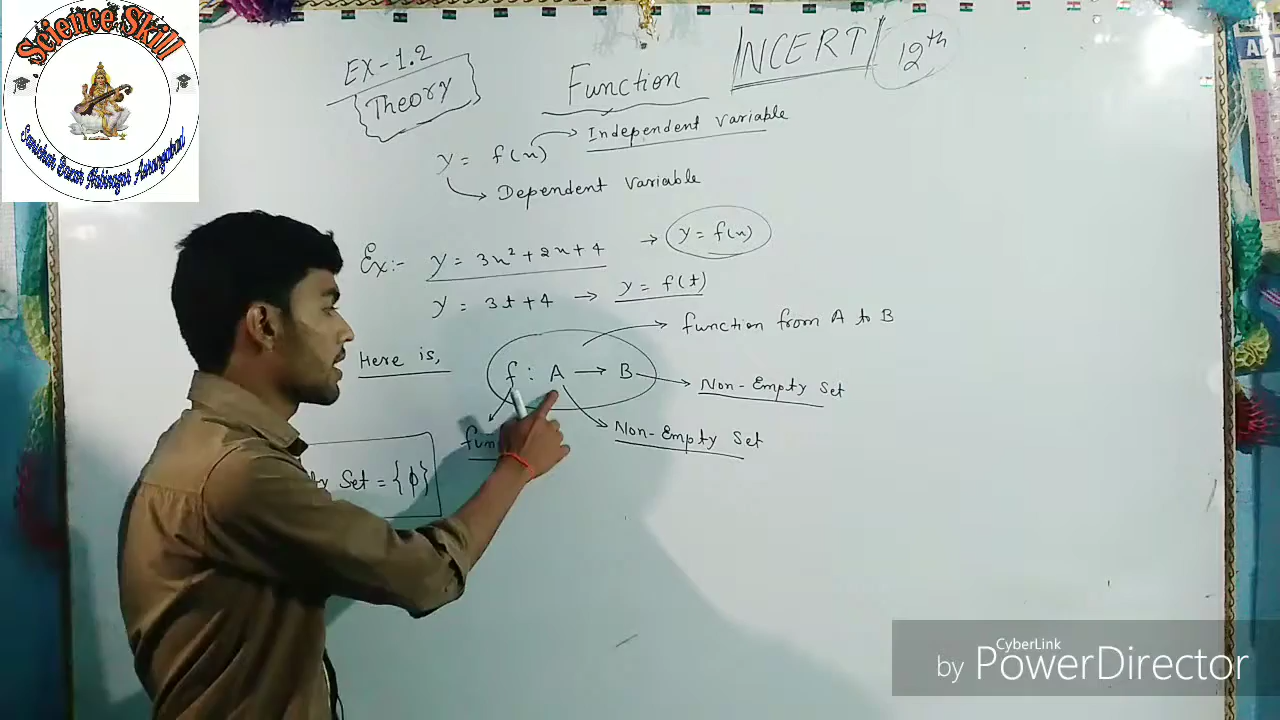 Science Skill
EX-1.2
Theory
Function
NCERT
12th
y = f(x)
Independent Variable
Dependent Variable
Ex:- y = 3x² + 2x + 4 → y = f(x)
y = 3t + 4 → y = f(t)
function from A to B
Here is,
f : A → B
Non-Empty Set
Non-Empty Set
Set = {ϕ}
CyberLink
by PowerDirector